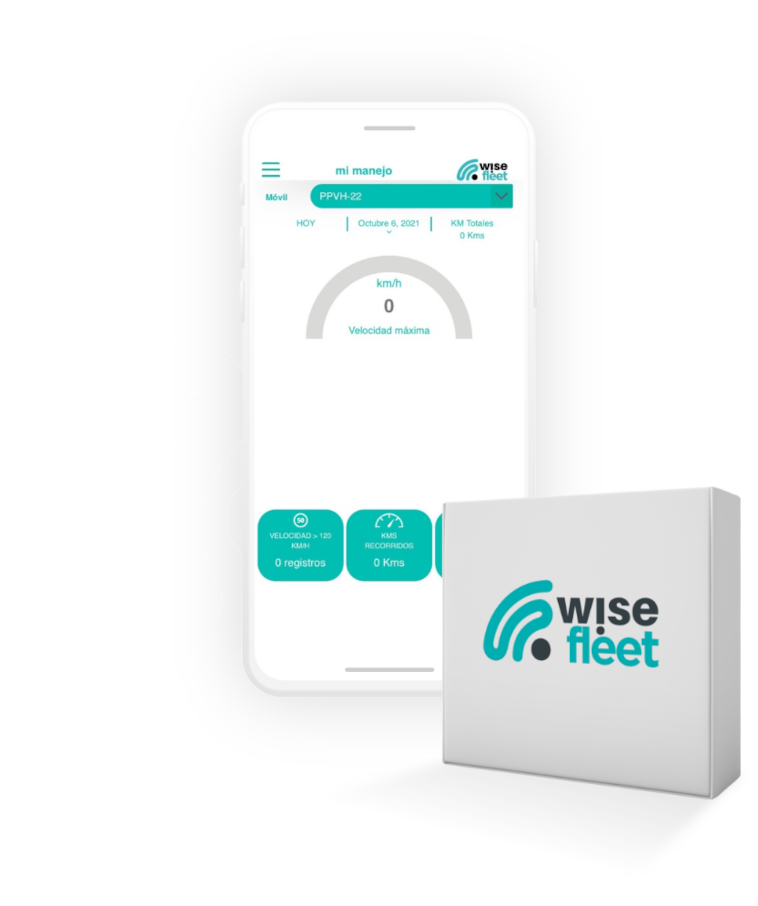 mi manejo
wise
fleet
Móvil
PPVH-22
HOY
Octubre 6, 2021
KM Totales
0 Kms
km/h
0
Velocidad máxima
50
VELOCIDAD > 120
KM/H
0 registros
KMS
RECORRIDOS
0 Kms
wise
fleet